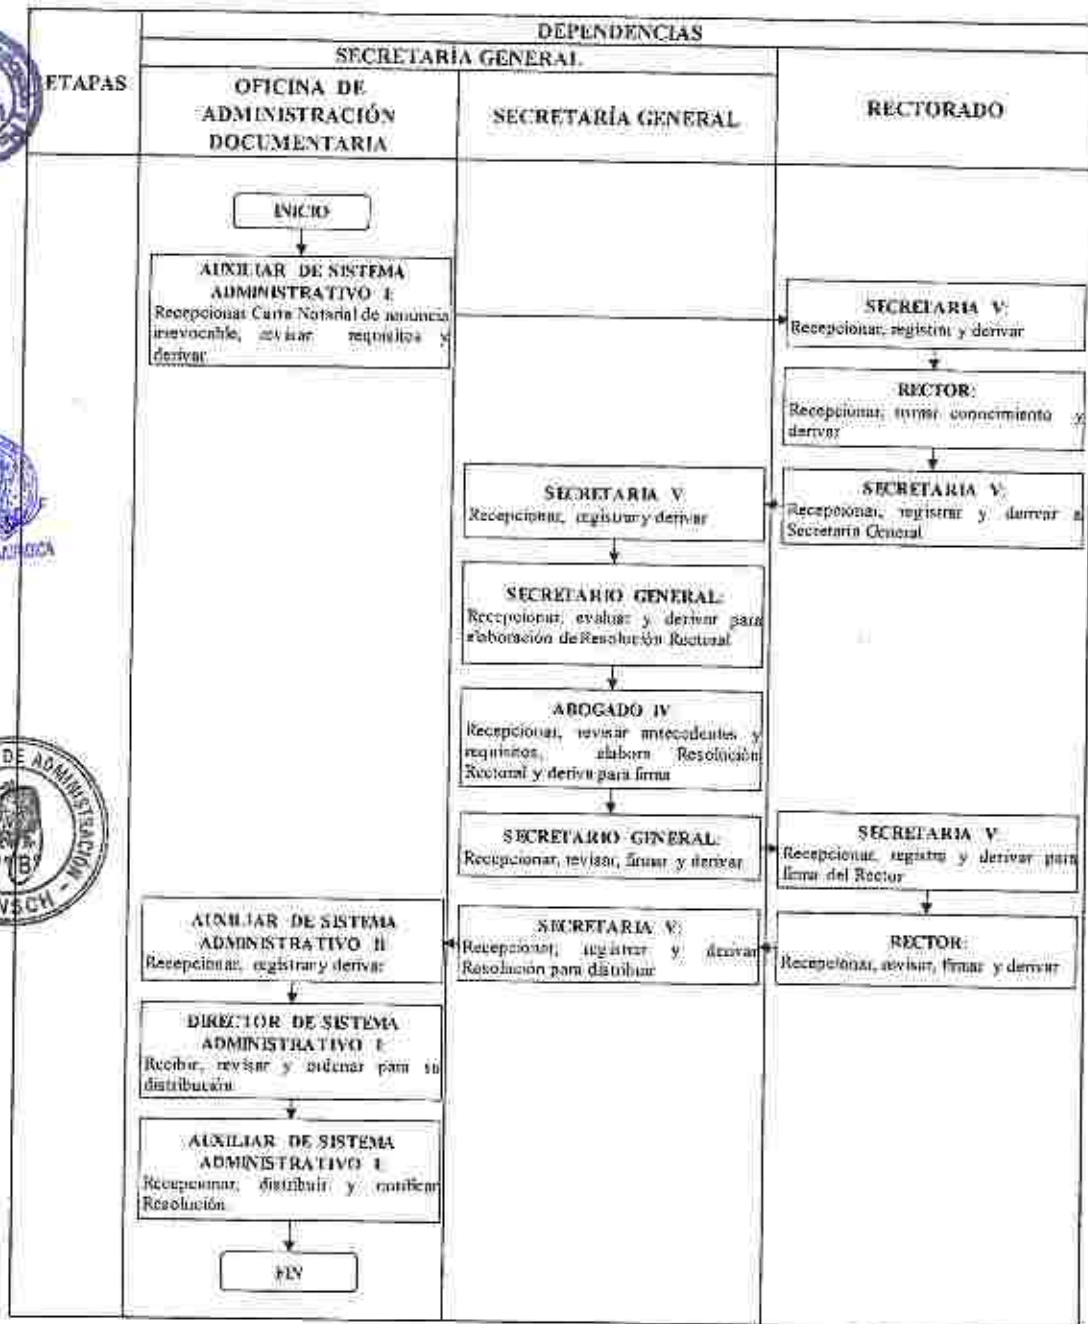 DEPENDENCIAS
SECRETARÍA GENERAL
ETAPAS
OFICINA DE
ADMINISTRACIÓN
DOCUMENTARIA
SECRETARÍA GENERAL
RECTORADO
INICIO
AUXILIAR DE SISTEMA
ADMINISTRATIVO I:
Recepcionar Carta Notarial de renuncia
irrevocable, revisar requisitos y
derivar.
SECRETARIA V:
Recepcionar, registrar y derivar
RECTOR:
Recepcionar, tomar conocimiento y
derivar
SECRETARIA V:
Recepcionar, registrar y derivar a
Secretaría General
SECRETARIA V
Recepcionar, registrar y derivar
SECRETARIO GENERAL:
Recepcionar, evaluar y derivar para
elaboración de Resolución Rectoral
ABOGADO IV
Recepcionar, revisar antecedentes y
requisitos, elabora Resolución
Rectoral y deriva para firma
SECRETARIO GENERAL:
Recepcionar, revisar, firmar y derivar
SECRETARIA V
Recepcionar, registra y derivar para
firma del Rector
RECTOR:
Recepcionar, revisar, firmar y derivar
SECRETARIA V:
Recepcionar, registrar y derivar
Resolución para distribuir
AUXILIAR DE SISTEMA
ADMINISTRATIVO II
Recepcionar, registrar y derivar
DIRECTOR DE SISTEMA
ADMINISTRATIVO I:
Recibir, revisar y ordenar para su
distribución
AUXILIAR DE SISTEMA
ADMINISTRATIVO I
Recepcionar, distribuir y notificar
Resolución.
FIN
DE ADMINISTRACIÓN -
NSCH